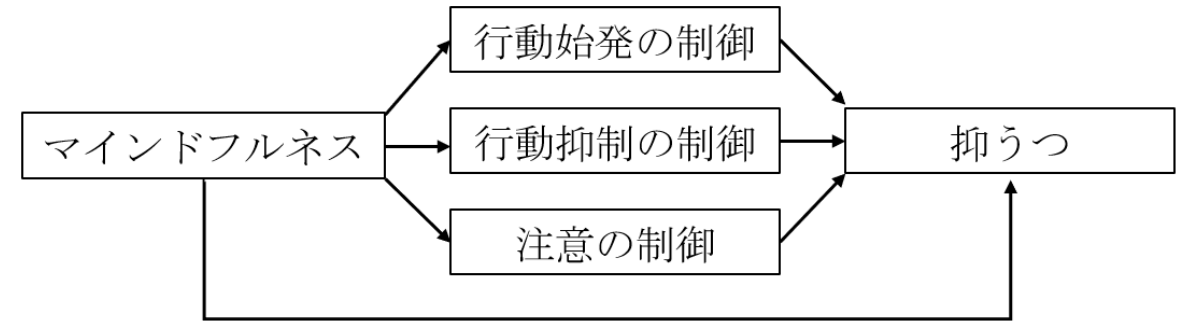 行動始発の制御
マインドフルネス
行動抑制の制御
抑うつ
注意の制御